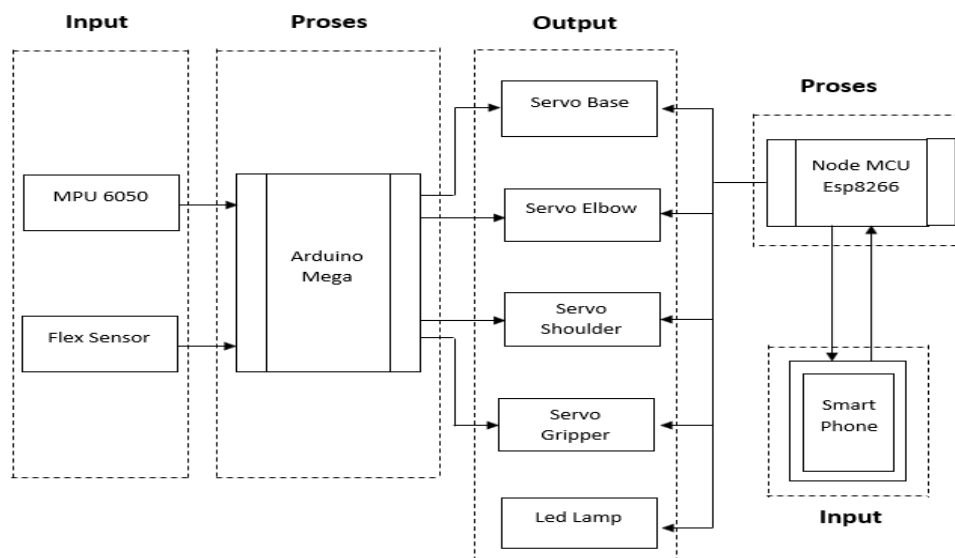 Input
Proses
Output
Proses
MPU 6050
Flex Sensor
Arduino
Mega
Servo Base
Servo Elbow
Servo
Shoulder
Servo
Gripper
Led Lamp
Node MCU
Esp8266
Smart
Phone
Input